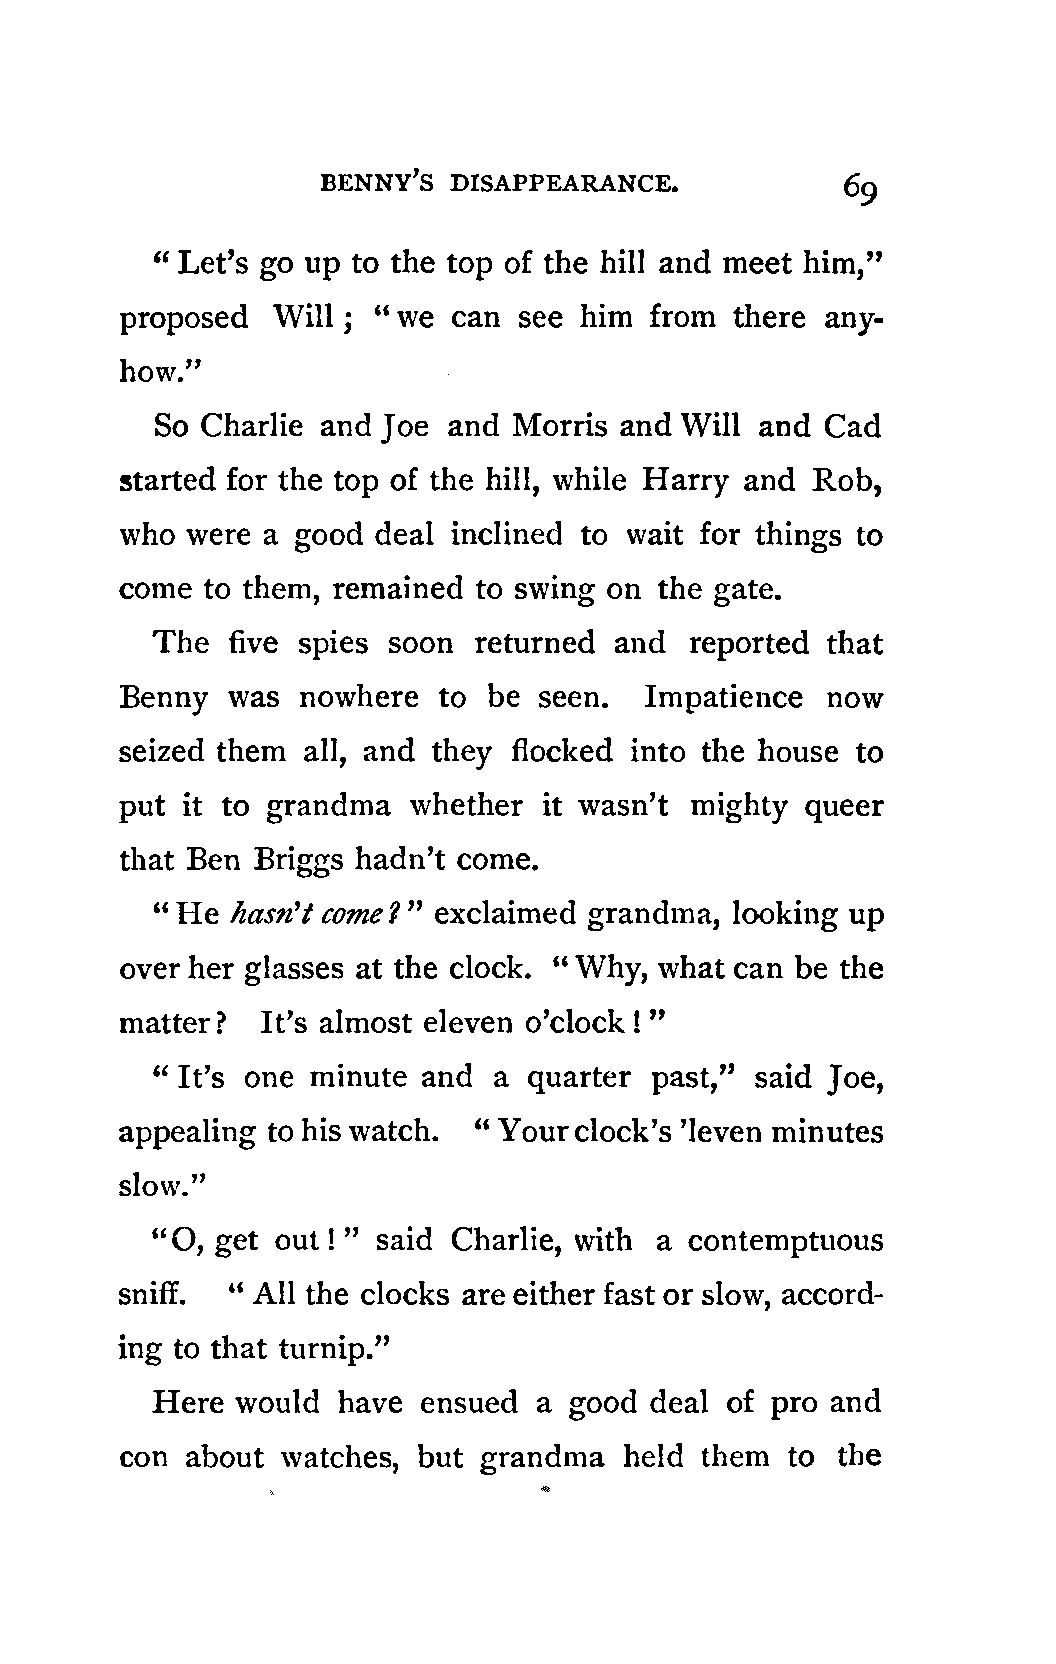 BENNY'S DISAPPEARANCE. 69
" Let's go up to the top of the hill and meet him,"
proposed Will ; " we can see him from there any-
how."
So Charlie and Joe and Morris and Will and Cad
started for the top of the hill, while Harry and Rob,
who were a good deal inclined to wait for things to
come to them, remained to swing on the gate.
The five spies soon returned and reported that
Benny was nowhere to be seen. Impatience now
seized them all, and they flocked into the house to
put it to grandma whether it wasn't mighty queer
that Ben Briggs hadn't come.
" He hasn't come ? " exclaimed grandma, looking up
over her glasses at the clock. " Why, what can be the
matter ? It's almost eleven o'clock ! "
" It's one minute and a quarter past," said Joe,
appealing to his watch. " Your clock's 'leven minutes
slow."
"O, get out ! " said Charlie, with a contemptuous
sniff. " All the clocks are either fast or slow, accord-
ing to that turnip."
Here would have ensued a good deal of pro and
con about watches, but grandma held them to the